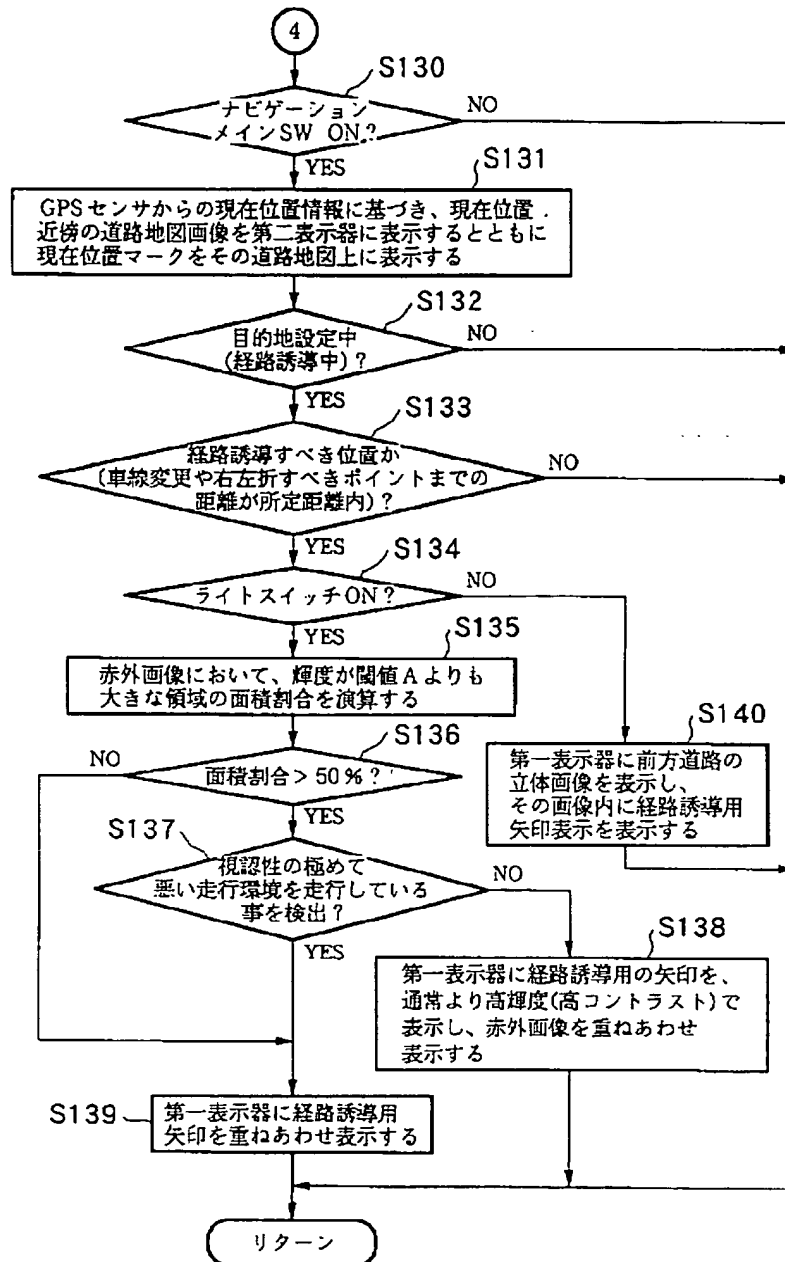 4
S130
ナビゲーション
メインSW ON?
NO
YES
S131
GPSセンサからの現在位置情報に基づき、現在位置
近傍の道路地図画像を第二表示器に表示するとともに
現在位置マークをその道路地図上に表示する
S132
目的地設定中
(経路誘導中)?
NO
YES
S133
経路誘導すべき位置か
(車線変更や右左折すべきポイントまでの
距離が所定距離内)?
NO
YES
S134
ライトスイッチON?
NO
YES
S135
赤外画像において、輝度が閾値Aよりも
大きな領域の面積割合を演算する
S136
面積割合>50%?
NO
YES
S140
第一表示器に前方道路の
立体画像を表示し、
その画像内に経路誘導用
矢印表示を表示する
S137
視認性の極めて
悪い走行環境を走行している
事を検出?
NO
YES
S138
第一表示器に経路誘導用の矢印を、
通常より高輝度(高コントラスト)で
表示し、赤外画像を重ねあわせ
表示する
S139
第一表示器に経路誘導用
矢印を重ねあわせ表示する
リターン